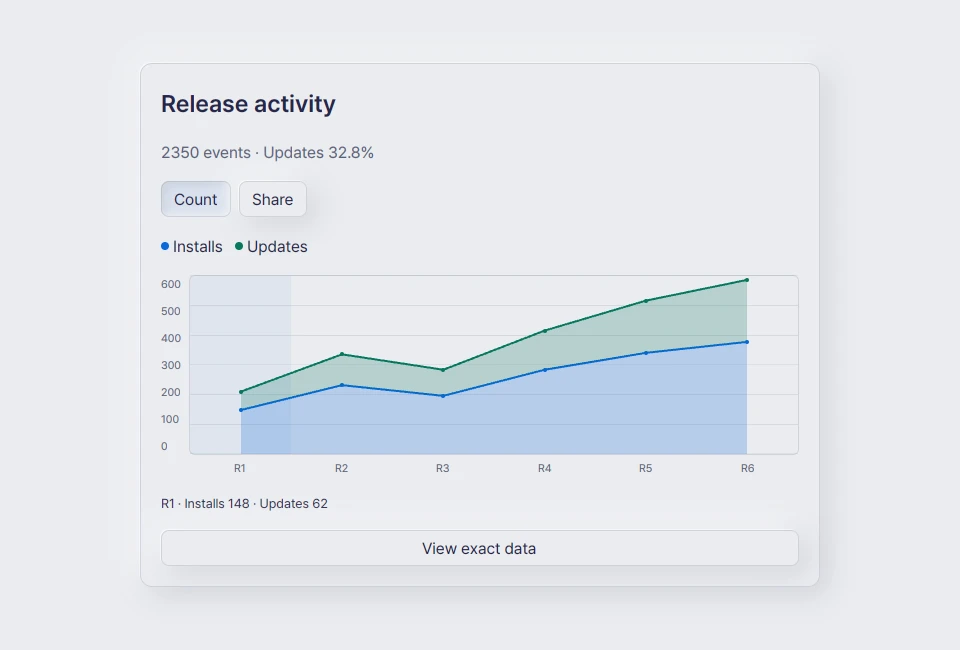 Release activity
2350 events · Updates 32.8%
Count Share
Installs Updates
600
500
400
300
200
100
0
R1 R2 R3 R4 R5 R6
R1 · Installs 148 · Updates 62
View exact data